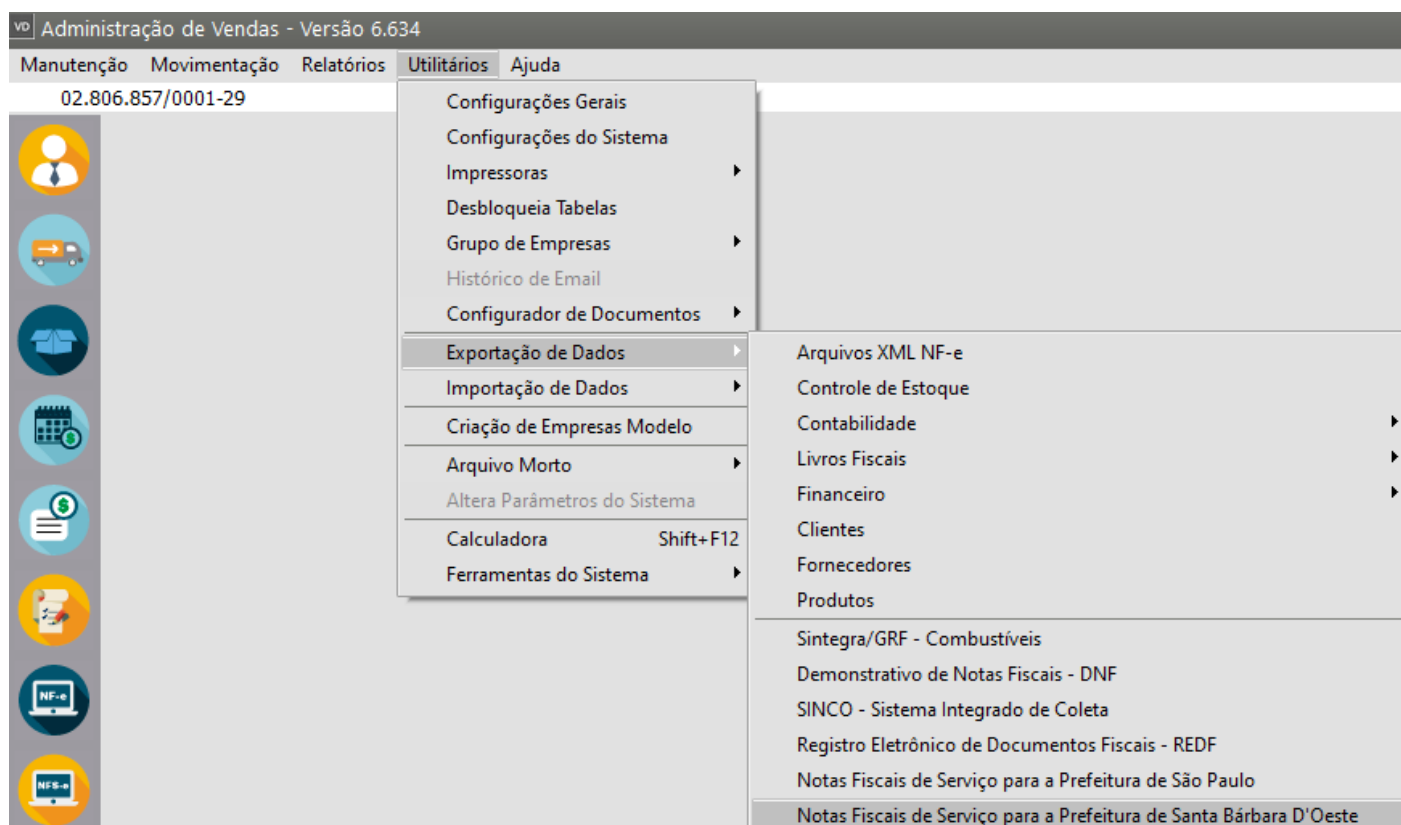 VD Administração de Vendas - Versão 6.634
Manutenção Movimentação Relatórios Utilitários Ajuda
02.806.857/0001-29
Configurações Gerais
Configurações do Sistema
Impressoras
Desbloqueia Tabelas
Grupo de Empresas
Histórico de Email
Configurador de Documentos
Exportação de Dados
Importação de Dados
Criação de Empresas Modelo
Arquivo Morto
Altera Parâmetros do Sistema
Calculadora Shift+F12
Ferramentas do Sistema
Arquivos XML NF-e
Controle de Estoque
Contabilidade
Livros Fiscais
Financeiro
Clientes
Fornecedores
Produtos
Sintegra/GRF - Combustíveis
Demonstrativo de Notas Fiscais - DNF
SINCO - Sistema Integrado de Coleta
Registro Eletrônico de Documentos Fiscais - REDF
Notas Fiscais de Serviço para a Prefeitura de São Paulo
Notas Fiscais de Serviço para a Prefeitura de Santa Bárbara D'Oeste
NF-e
NFS-e